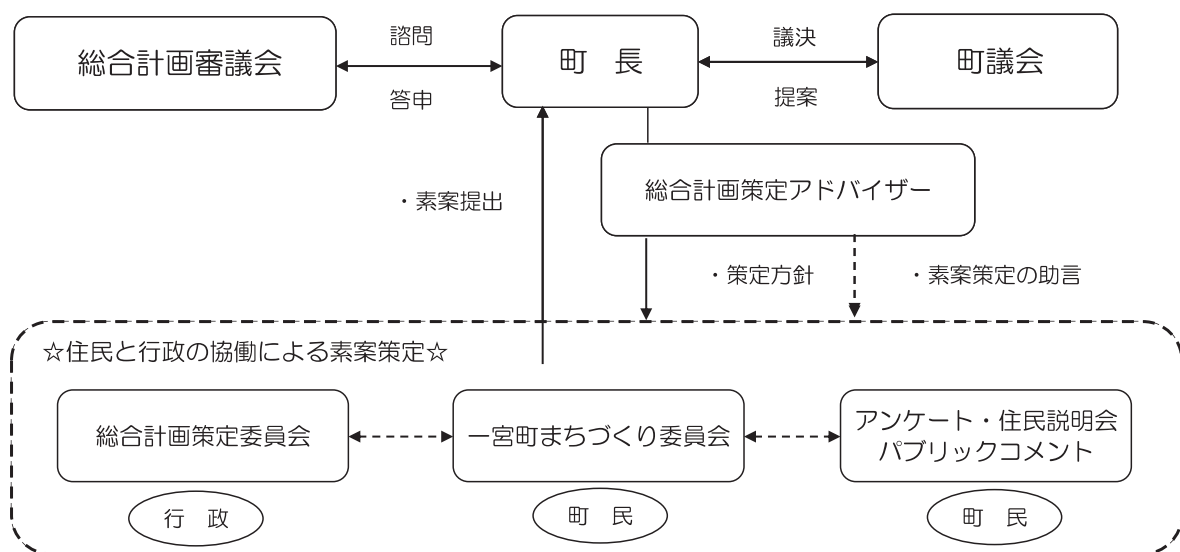 総合計画審議会
諮問
答申
町　長
議決
提案
町議会
・素案提出
総合計画策定アドバイザー
・策定方針
・素案策定の助言
☆住民と行政の協働による素案策定☆
総合計画策定委員会
一宮町まちづくり委員会
アンケート・住民説明会
パブリックコメント
行　政
町　民
町　民